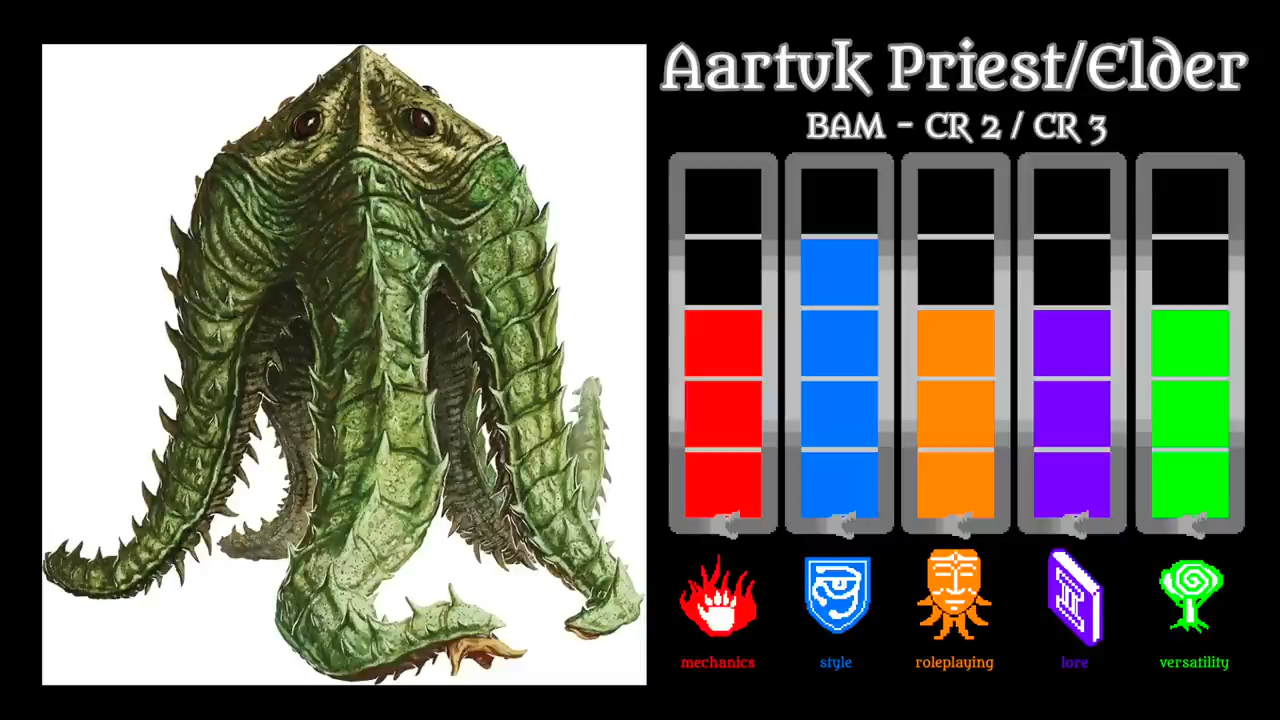 Aartuk Priest/Elder
BAM - CR 2 / CR 3
mechanics
style
roleplaying
lore
versatility